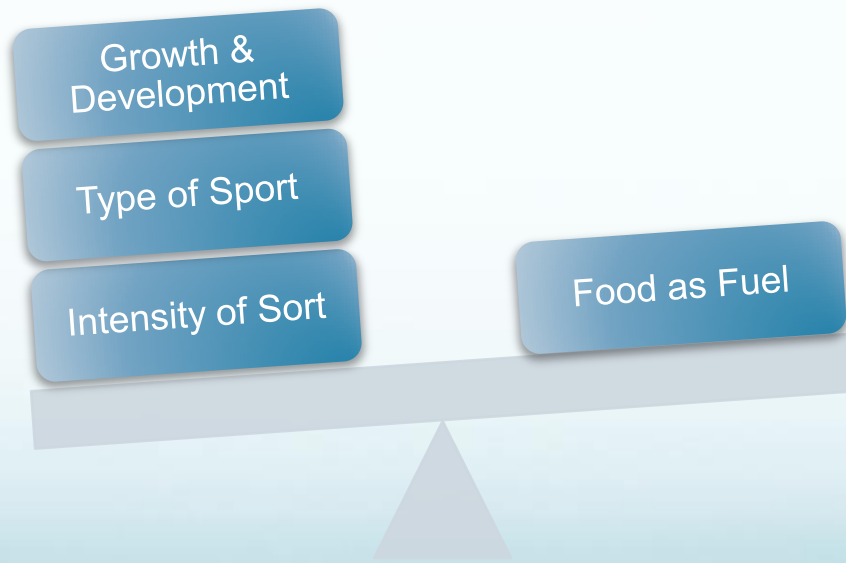 Growth &
Development
Type of Sport
Intensity of Sort
Food as Fuel